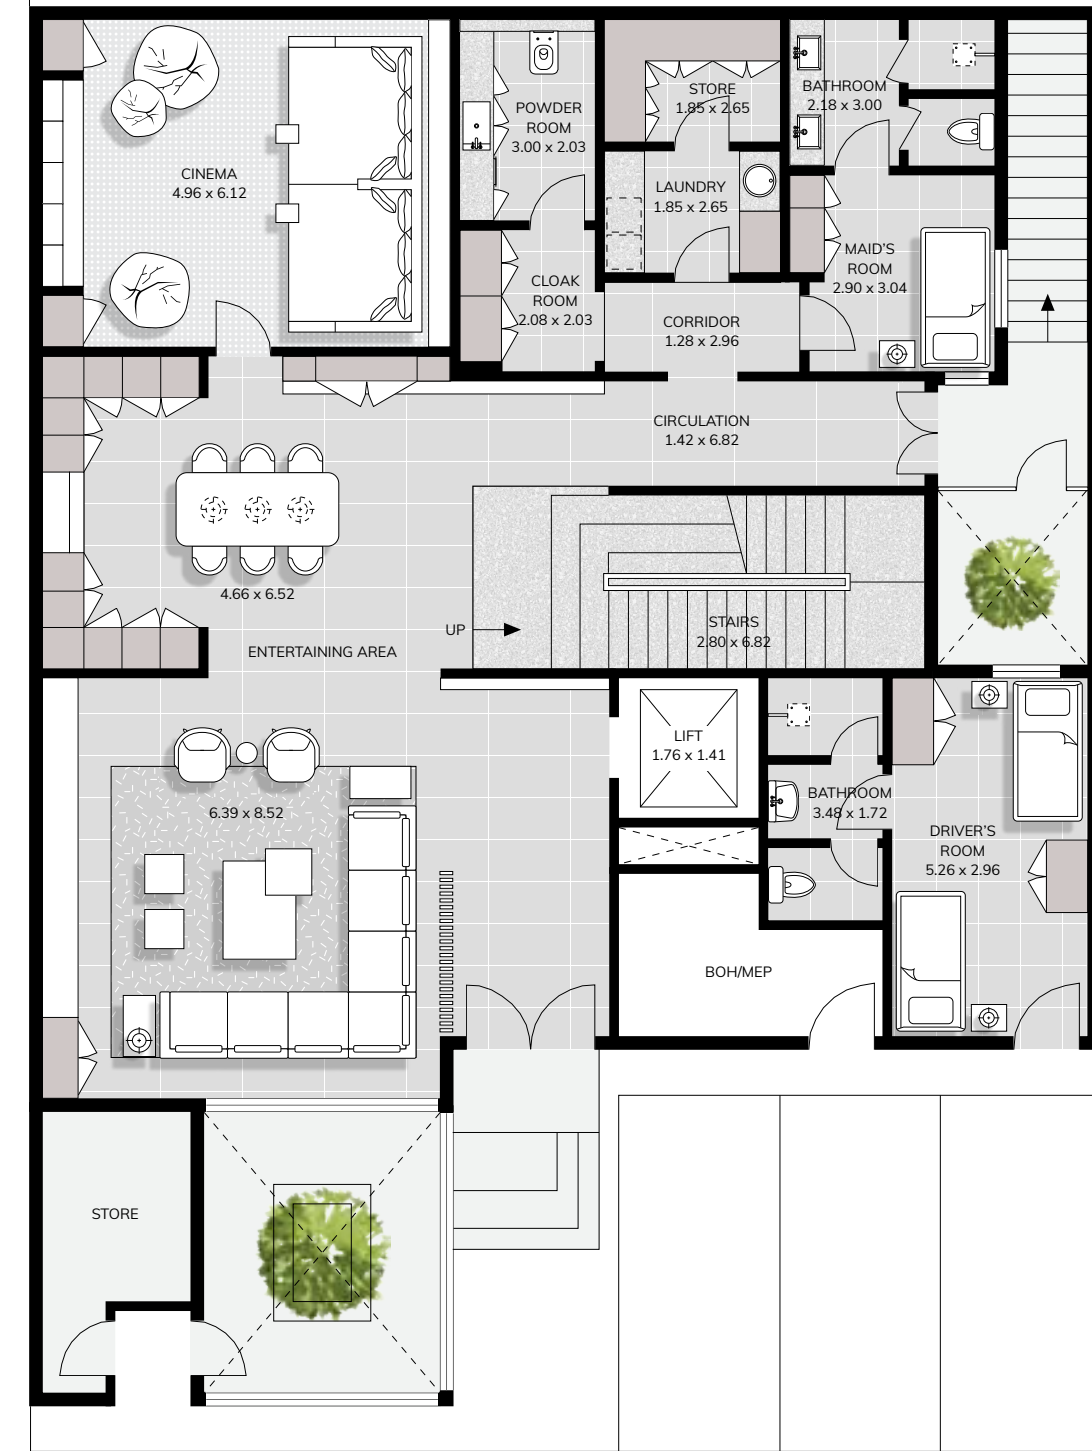 CINEMA
4.96 x 6.12
POWDER
ROOM
3.00 x 2.03
STORE
1.85 x 2.65
BATHROOM
2.18 x 3.00
LAUNDRY
1.85 x 2.65
MAID'S
ROOM
2.90 x 3.04
CLOAK
ROOM
2.08 x 2.03
CORRIDOR
1.28 x 2.96
CIRCULATION
1.42 x 6.82
4.66 x 6.52
UP
STAIRS
2.80 x 6.82
ENTERTAINING AREA
LIFT
1.76 x 1.41
6.39 x 8.52
BATHROOM
3.48 x 1.72
DRIVER'S
ROOM
5.26 x 2.96
BOH/MEP
STORE